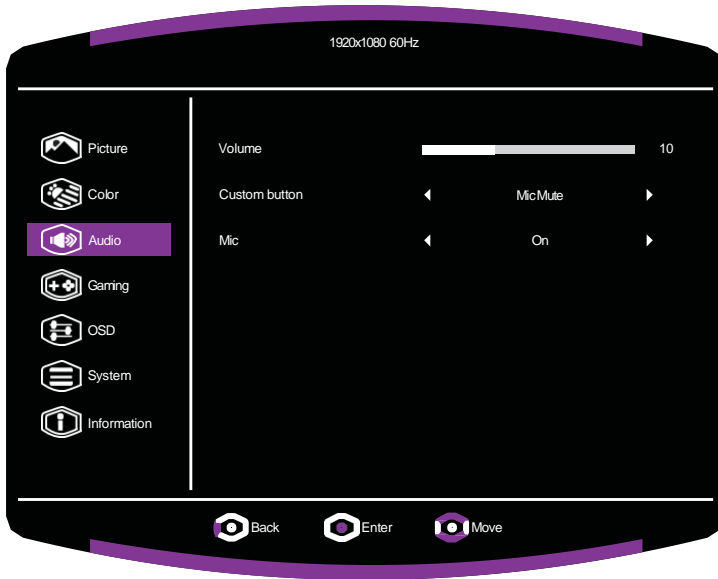 1920x1080 60Hz
Picture
Color
Audio
Gaming
OSD
System
Information
Volume 10
Custom button MicMute
Mic On
Back Enter Move